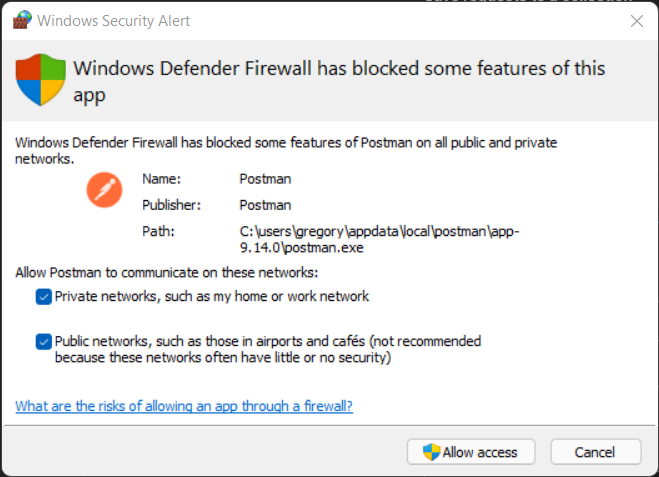 Windows Security Alert
Windows Defender Firewall has blocked some features of this
app
Windows Defender Firewall has blocked some features of Postman on all public and private
networks.
Name: Postman
Publisher: Postman
Path: C:\users\gregory\appdata\local\postman\app-
9.14.0\postman.exe
Allow Postman to communicate on these networks:
Private networks, such as my home or work network
Public networks, such as those in airports and cafés (not recommended
because these networks often have little or no security)
What are the risks of allowing an app through a firewall?
Allow access Cancel